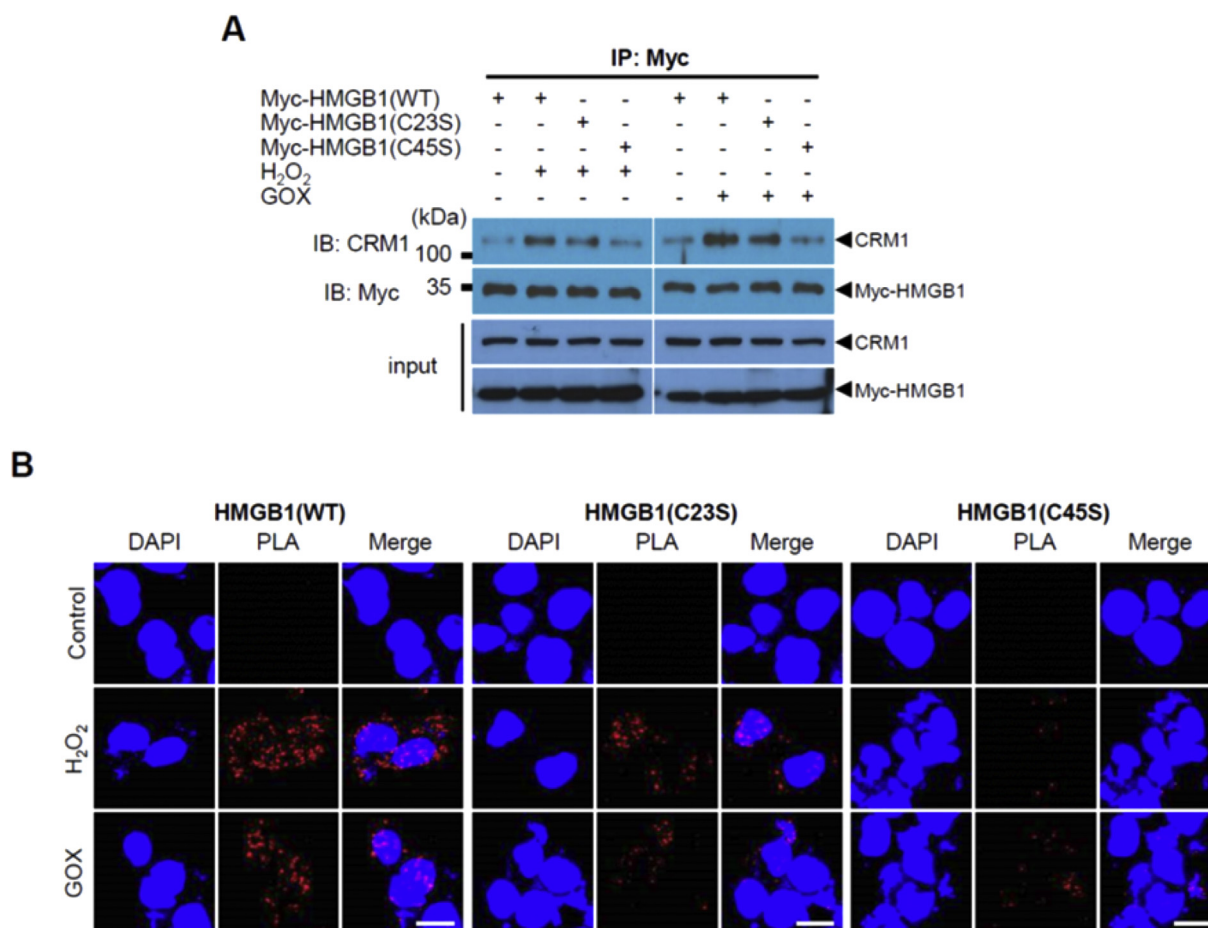 A
IP: Myc
Myc-HMGB1(WT) + + - - + + - -
Myc-HMGB1(C23S) - - + - - - + -
Myc-HMGB1(C45S) - - - + - - - +
H₂O₂ - + + + - - - -
GOX - - - - - + + +
(kDa)
IB: CRM1 100 CRM1
IB: Myc 35 Myc-HMGB1
input CRM1
Myc-HMGB1
B
HMGB1(WT) HMGB1(C23S) HMGB1(C45S)
DAPI PLA Merge DAPI PLA Merge DAPI PLA Merge
Control
H₂O₂
GOX